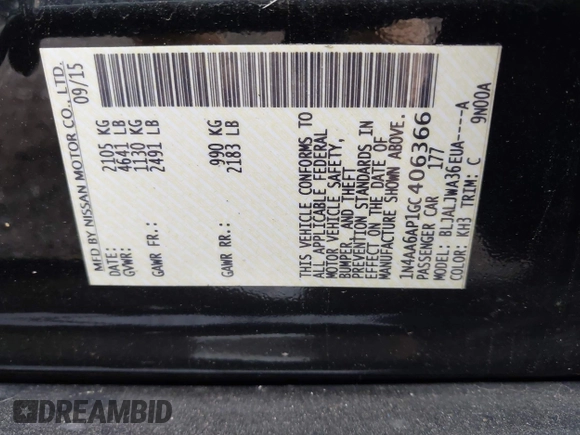 MFD BY NISSAN MOTOR CO., LTD.
DATE: 09/15
GVWR: 2105 KG
4641 LB
GAWR FR: 1130 KG
2491 LB
GAWR RR: 990 KG
2183 LB
THIS VEHICLE CONFORMS TO
ALL APPLICABLE FEDERAL
MOTOR VEHICLE SAFETY,
BUMPER, AND THEFT
PREVENTION STANDARDS IN
EFFECT ON THE DATE OF
MANUFACTURE SHOWN ABOVE.
1N4AA6AP1GC406366
PASSENGER CAR 177
MODEL: BLJALJWA36EUA----A
COLOR: KH3 TRIM: C 9N00A
DREAMBID